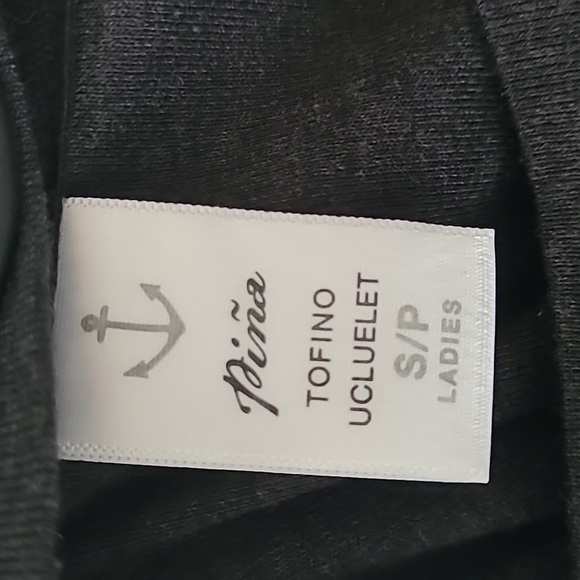 Piña
TOFINO
UCLUELET
S/P
LADIES